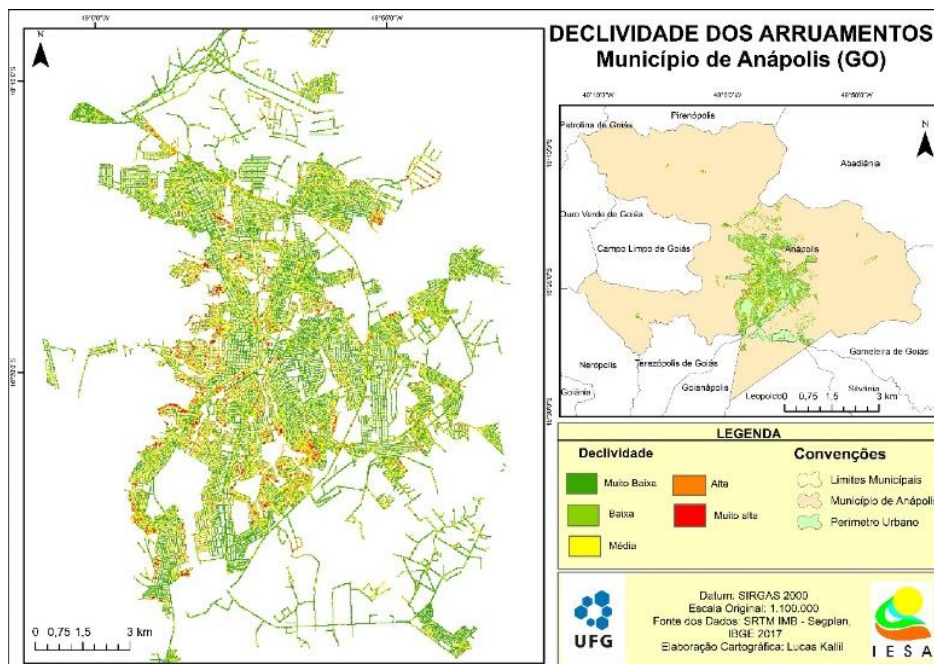 DECLIVIDADE DOS ARRUAMENTOS
Município de Anápolis (GO)
N
0 0,75 1,5 3 km
Pirenópolis
Abadiânia
Ouro Verde de Goiás
Campo Limpo de Goiás
Anápolis
N
Nerópolis
Terezópolis de Goiás
Gameleira de Goiás
Goiânia
Goianápolis
Silvânia
Leopoldo
0 0,75 1,5 3 km
LEGENDA
Declividade
Muito Baixa
Baixa
Média
Alta
Muito alta
Convenções
Limites Municipais
Município de Anápolis
Perímetro Urbano
UFG
Datum: SIRGAS 2000
Escala Original: 1.100.000
Fonte dos Dados: SRTM IMB - Segplan,
IBGE 2017
Elaboração Cartográfica: Lucas Kallil
IESA